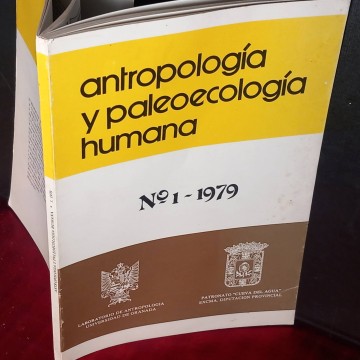 antropología
y paleoecología
humana
Nº1-1979
LABORATORIO DE ANTROPOLOGIA
UNIVERSIDAD DE GRANADA
PATRONATO "CUEVA DEL AGUA"
EXCMA. DIPUTACION PROVINCIAL